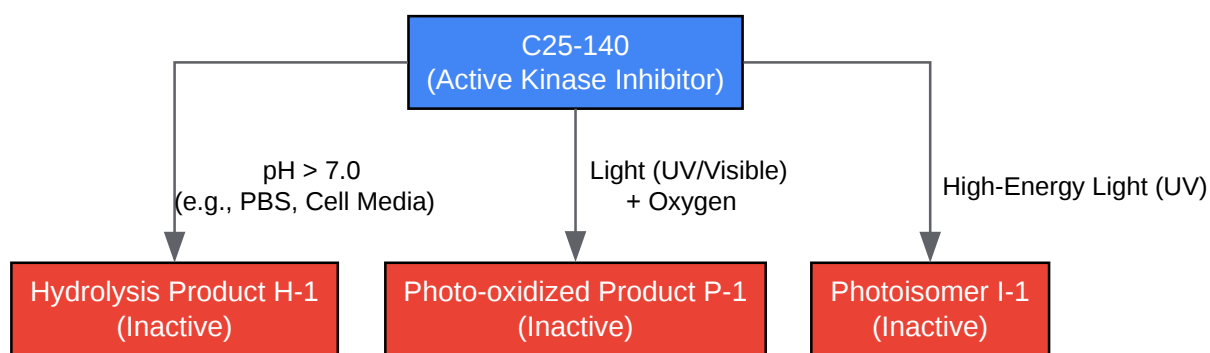 C25-140
(Active Kinase Inhibitor)
pH > 7.0
(e.g., PBS, Cell Media)
Light (UV/Visible)
+ Oxygen
High-Energy Light (UV)
Hydrolysis Product H-1
(Inactive)
Photo-oxidized Product P-1
(Inactive)
Photoisomer I-1
(Inactive)